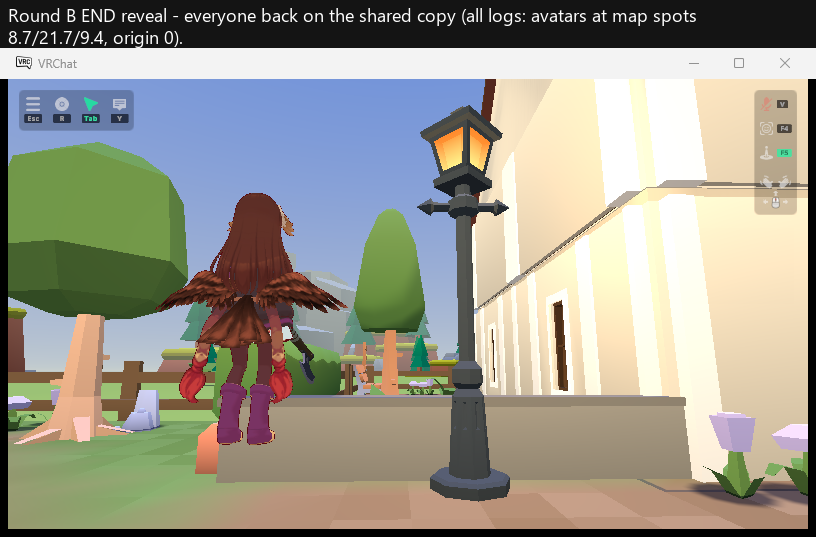 Round B END reveal - everyone back on the shared copy (all logs: avatars at map spots
8.7/21.7/9.4, origin 0).
VRC VRChat
Esc R Tab Y
V
F4
F5